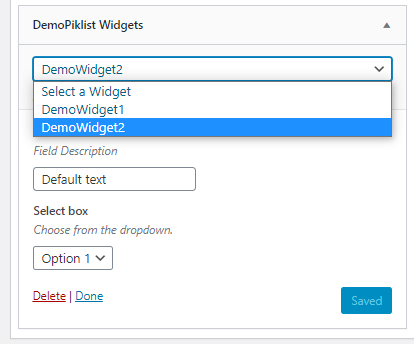 DemoPiklist Widgets
DemoWidget2
Select a Widget
DemoWidget1
DemoWidget2
Field Description
Default text
Select box
Choose from the dropdown.
Option 1
Delete | Done
Saved